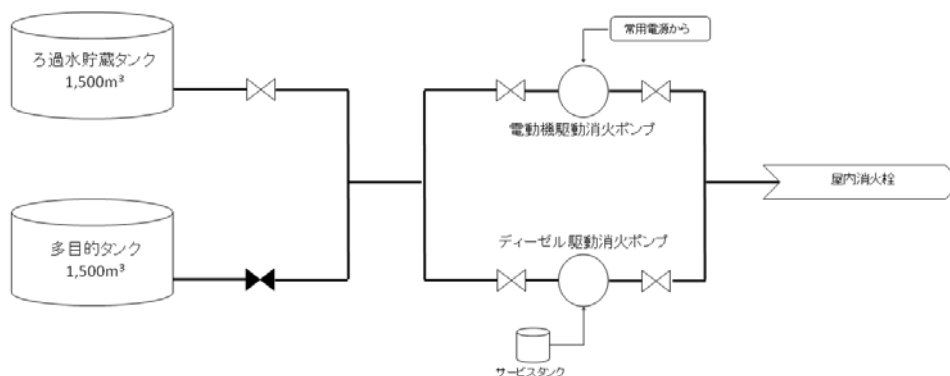 ろ過水貯蔵タンク
1,500m³
常用電源から
電動機駆動消火ポンプ
屋内消火栓
多目的タンク
1,500m³
ディーゼル駆動消火ポンプ
サービスタンク